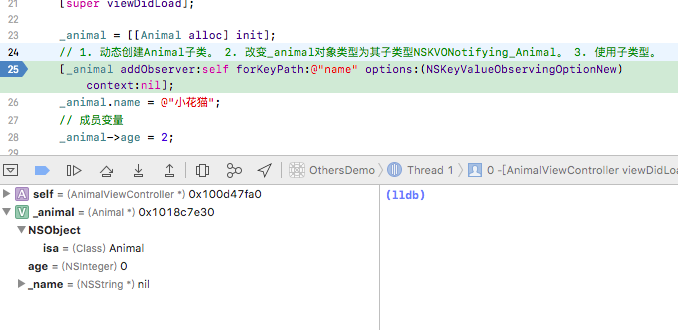 21 [super viewDidLoad];
22
23 _animal = [[Animal alloc] init];
24 // 1. 动态创建Animal子类。 2. 改变_animal对象类型为其子类型NSKVONotifying_Animal。 3. 使用子类型。
25 [_animal addObserver:self forKeyPath:@"name" options:(NSKeyValueObservingOptionNew)
context:nil];
26 _animal.name = @"小花猫";
27 // 成员变量
28 _animal->age = 2;
OthersDemo Thread 1 0 -[AnimalViewController viewDidLoa
A self = (AnimalViewController *) 0x100d47fa0
V _animal = (Animal *) 0x1018c7e30
NSObject
isa = (Class) Animal
age = (NSInteger) 0
_name = (NSString *) nil
(lldb)